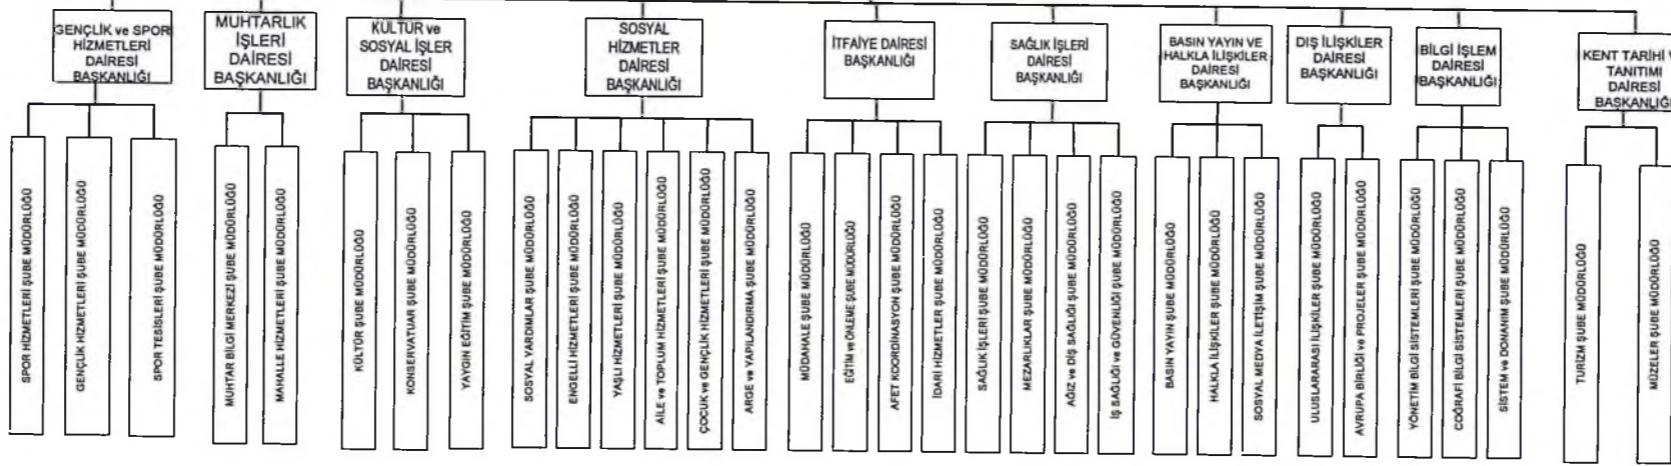 GENÇLİK ve SPOR
HİZMETLERİ
DAİRESİ
BAŞKANLIĞI
MUHTARLIK
İŞLERİ
DAİRESİ
BAŞKANLIĞI
KÜLTÜR ve
SOSYAL İŞLER
DAİRESİ
BAŞKANLIĞI
SOSYAL
HİZMETLER
DAİRESİ
BAŞKANLIĞI
İTFAİYE DAİRESİ
BAŞKANLIĞI
SAĞLIK İŞLERİ
DAİRESİ
BAŞKANLIĞI
BASIN YAYIN VE
HALKLA İLİŞKİLER
DAİRESİ
BAŞKANLIĞI
DIŞ İLİŞKİLER
DAİRESİ
BAŞKANLIĞI
BİLGİ İŞLEM
DAİRESİ
BAŞKANLIĞI
KENT TARİHİ
TANITIMI
DAİRESİ
BAŞKANLIĞI
SPOR HİZMETLERİ ŞUBE MÜDÜRLÜĞÜ
GENÇLİK HİZMETLERİ ŞUBE MÜDÜRLÜĞÜ
SPOR TESİSLERİ ŞUBE MÜDÜRLÜĞÜ
MUHTAR BİLGİ MERKEZİ ŞUBE MÜDÜRLÜĞÜ
MAHALLE HİZMETLERİ ŞUBE MÜDÜRLÜĞÜ
KÜLTÜR ŞUBE MÜDÜRLÜĞÜ
KONSERVATUAR ŞUBE MÜDÜRLÜĞÜ
YAYGIN EĞİTİM ŞUBE MÜDÜRLÜĞÜ
SOSYAL YARDIMLAR ŞUBE MÜDÜRLÜĞÜ
ENGELLİ HİZMETLERİ ŞUBE MÜDÜRLÜĞÜ
YAŞLI HİZMETLERİ ŞUBE MÜDÜRLÜĞÜ
AİLE ve TOPLUM HİZMETLERİ ŞUBE MÜDÜRLÜĞÜ
ÇOCUK ve GENÇLİK HİZMETLERİ ŞUBE MÜDÜRLÜĞÜ
ARGE ve YAPILANDIRMA ŞUBE MÜDÜRLÜĞÜ
MÜDAHALE ŞUBE MÜDÜRLÜĞÜ
EĞİTİM ve ÖNLEME ŞUBE MÜDÜRLÜĞÜ
AFET KOORDİNASYON ŞUBE MÜDÜRLÜĞÜ
İDARİ HİZMETLER ŞUBE MÜDÜRLÜĞÜ
SAĞLIK İŞLERİ ŞUBE MÜDÜRLÜĞÜ
MEZARLIKLAR ŞUBE MÜDÜRLÜĞÜ
AĞIZ ve DİŞ SAĞLIĞI ŞUBE MÜDÜRLÜĞÜ
İŞ SAĞLIĞI ve GÜVENLİĞİ ŞUBE MÜDÜRLÜĞÜ
BASIN YAYIN ŞUBE MÜDÜRLÜĞÜ
HALKLA İLİŞKİLER ŞUBE MÜDÜRLÜĞÜ
SOSYAL MEDYA İLETİŞİM ŞUBE MÜDÜRLÜĞÜ
ULUSLARARASI İLİŞKİLER ŞUBE MÜDÜRLÜĞÜ
AVRUPA BİRLİĞİ ve PROJELER ŞUBE MÜDÜRLÜĞÜ
YÖNETİM BİLGİ SİSTEMLERİ ŞUBE MÜDÜRLÜĞÜ
COĞRAFİ BİLGİ SİSTEMLERİ ŞUBE MÜDÜRLÜĞÜ
SİSTEM ve DONANIM ŞUBE MÜDÜRLÜĞÜ
TURİZM ŞUBE MÜDÜRLÜĞÜ
MÜZELER ŞUBE MÜDÜRLÜĞÜ